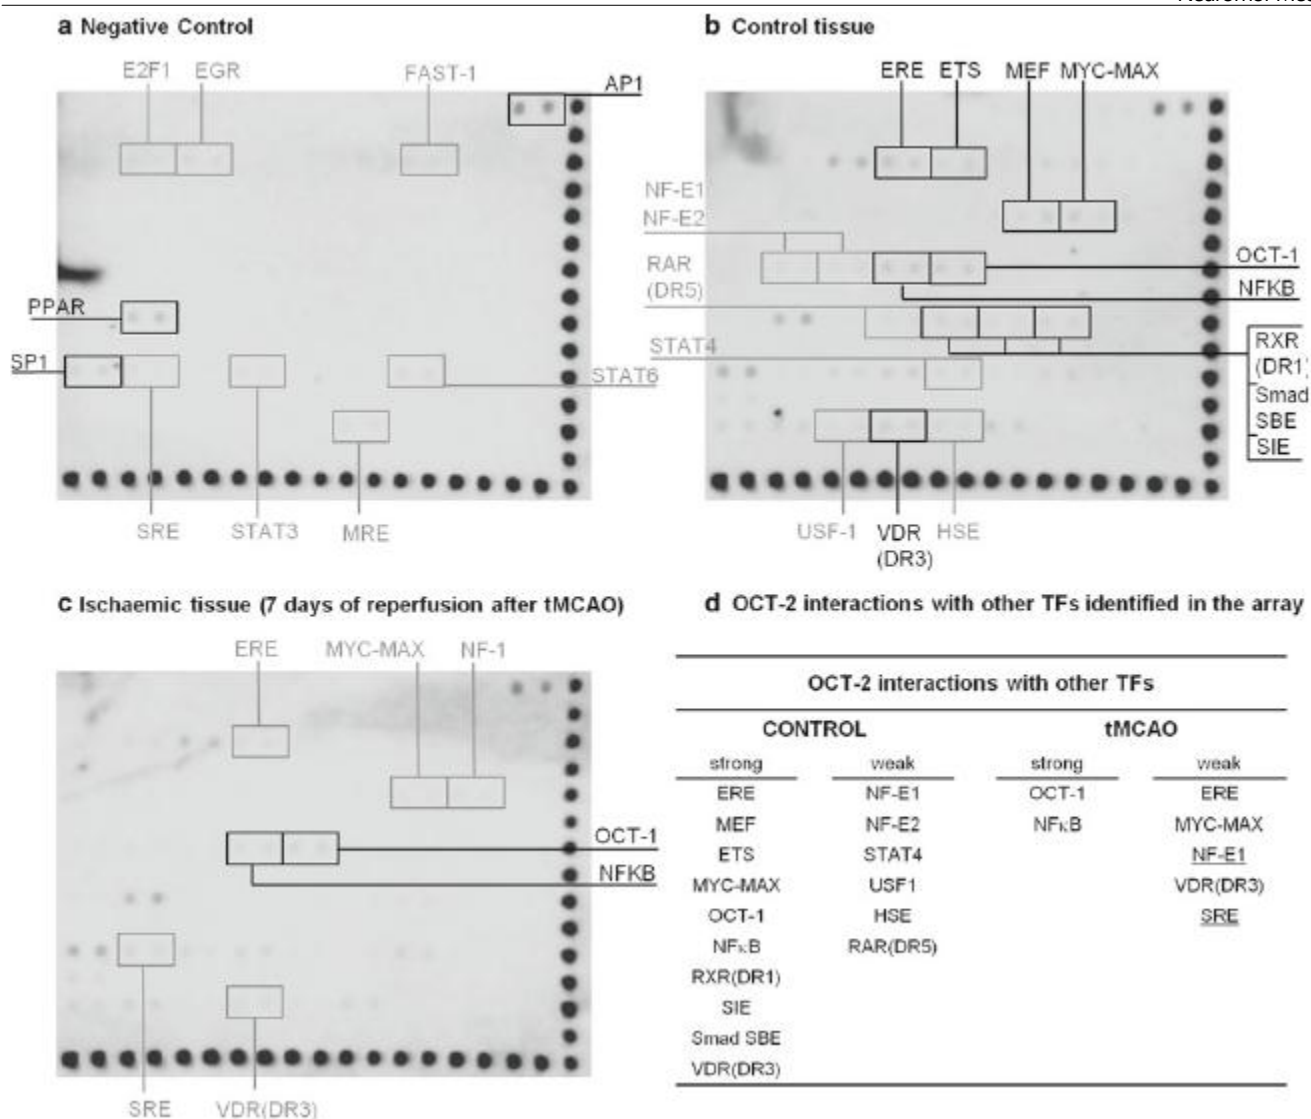 a Negative Control
E2F1 EGR FAST-1
AP1
PPAR
SP1
STAT6
SRE STAT3 MRE
b Control tissue
ERE ETS MEF MYC-MAX
NF-E1
NF-E2
OCT-1
RAR
(DR5)
NFKB
STAT4
RXR
(DR1)
Smad
SBE
SIE
USF-1 VDR HSE
(DR3)
c Ischaemic tissue (7 days of reperfusion after tMCAO)
ERE MYC-MAX NF-1
OCT-1
NFKB
SRE VDR(DR3)
d OCT-2 interactions with other TFs identified in the array
OCT-2 interactions with other TFs
CONTROL tMCAO
strong weak strong weak
ERE NF-E1 OCT-1 ERE
MEF NF-E2 NFκB MYC-MAX
ETS STAT4 NF-E1
MYC-MAX USF1 VDR(DR3)
OCT-1 HSE SRE
NFκB RAR(DR5)
RXR(DR1)
SIE
Smad SBE
VDR(DR3)